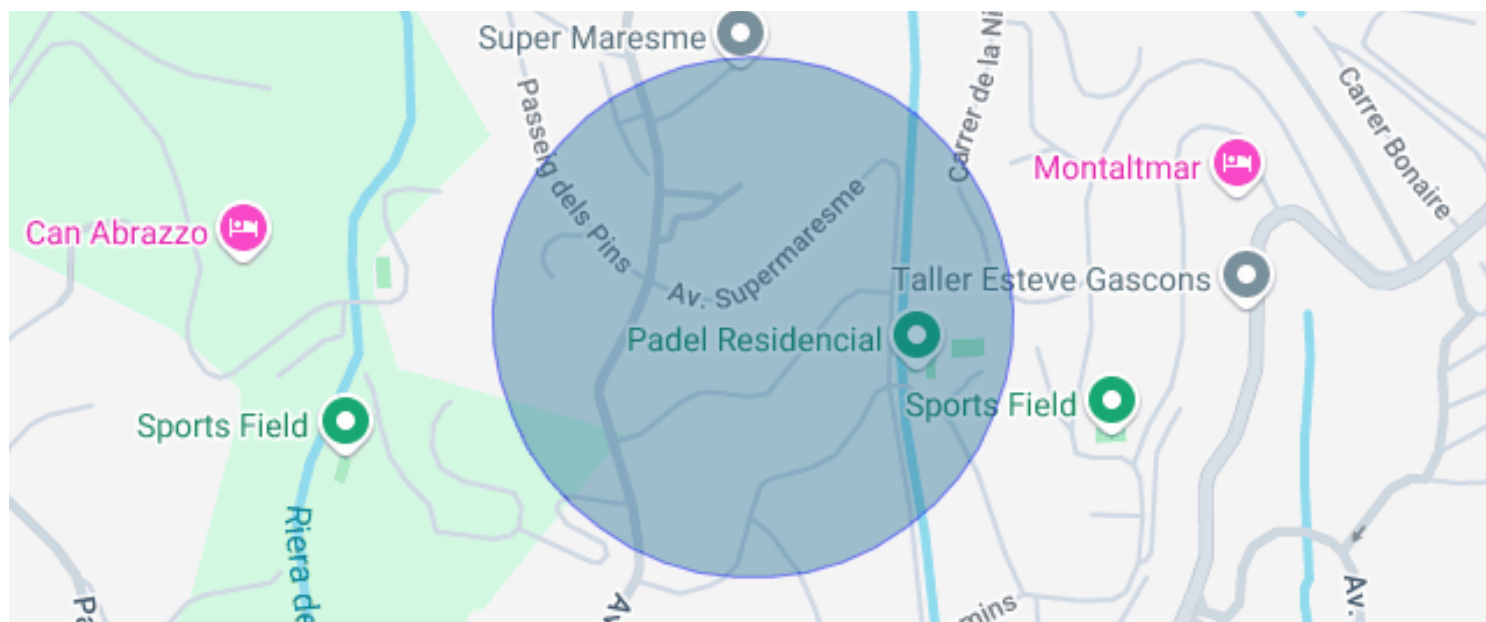 Super Maresme
Passeig dels Pins
Carrer de la Ni
Carrer Bonaire
Montaltmar
Can Abrazzo
Av. Supermaresme
Taller Esteve Gascons
Padel Residencial
Sports Field
Sports Field
Riera de
Pa
Av
mins
Av.